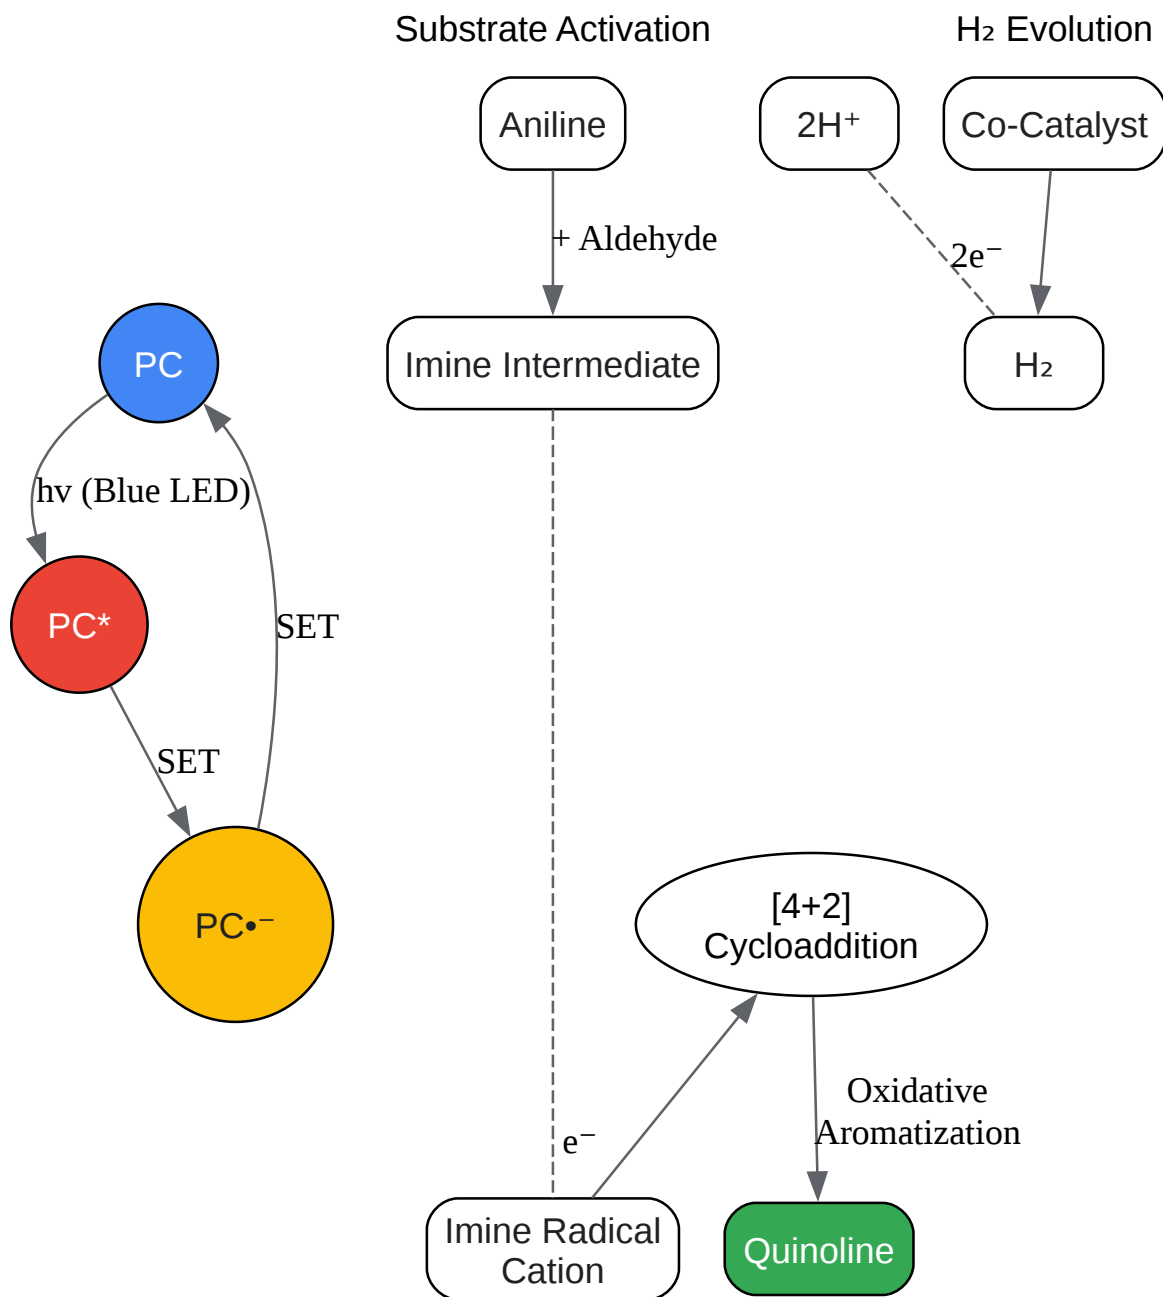 Substrate Activation
H₂ Evolution
Aniline
2H⁺
Co-Catalyst
+ Aldehyde
2e⁻
PC
Imine Intermediate
H₂
hv (Blue LED)
PC*
SET
SET
PC•⁻
[4+2]
Cycloaddition
Oxidative
Aromatization
e⁻
Imine Radical
Cation
Quinoline